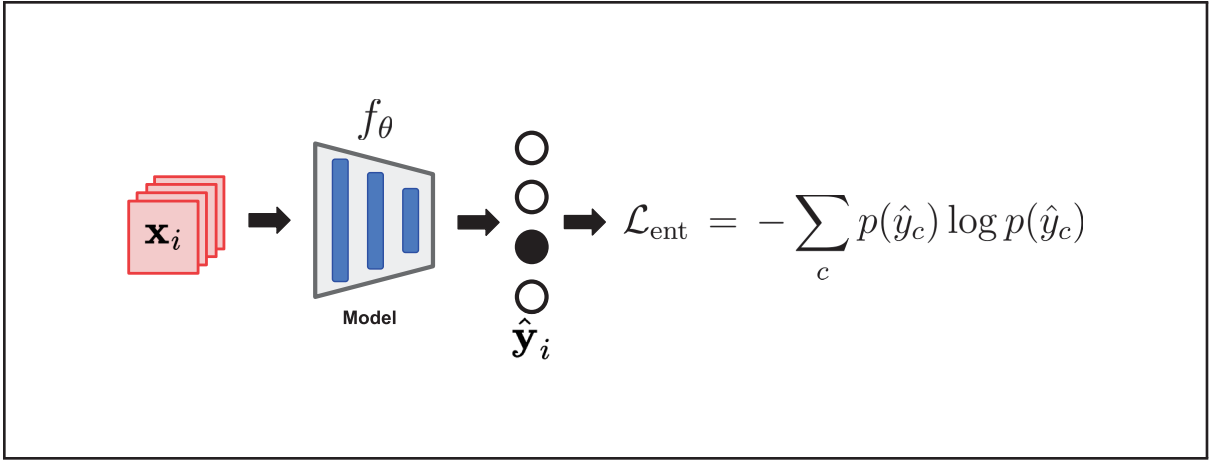 f_θ
x_i
Model
ŷ_i
ℒ_ent = − ∑_c p(ŷ_c) log p(ŷ_c)